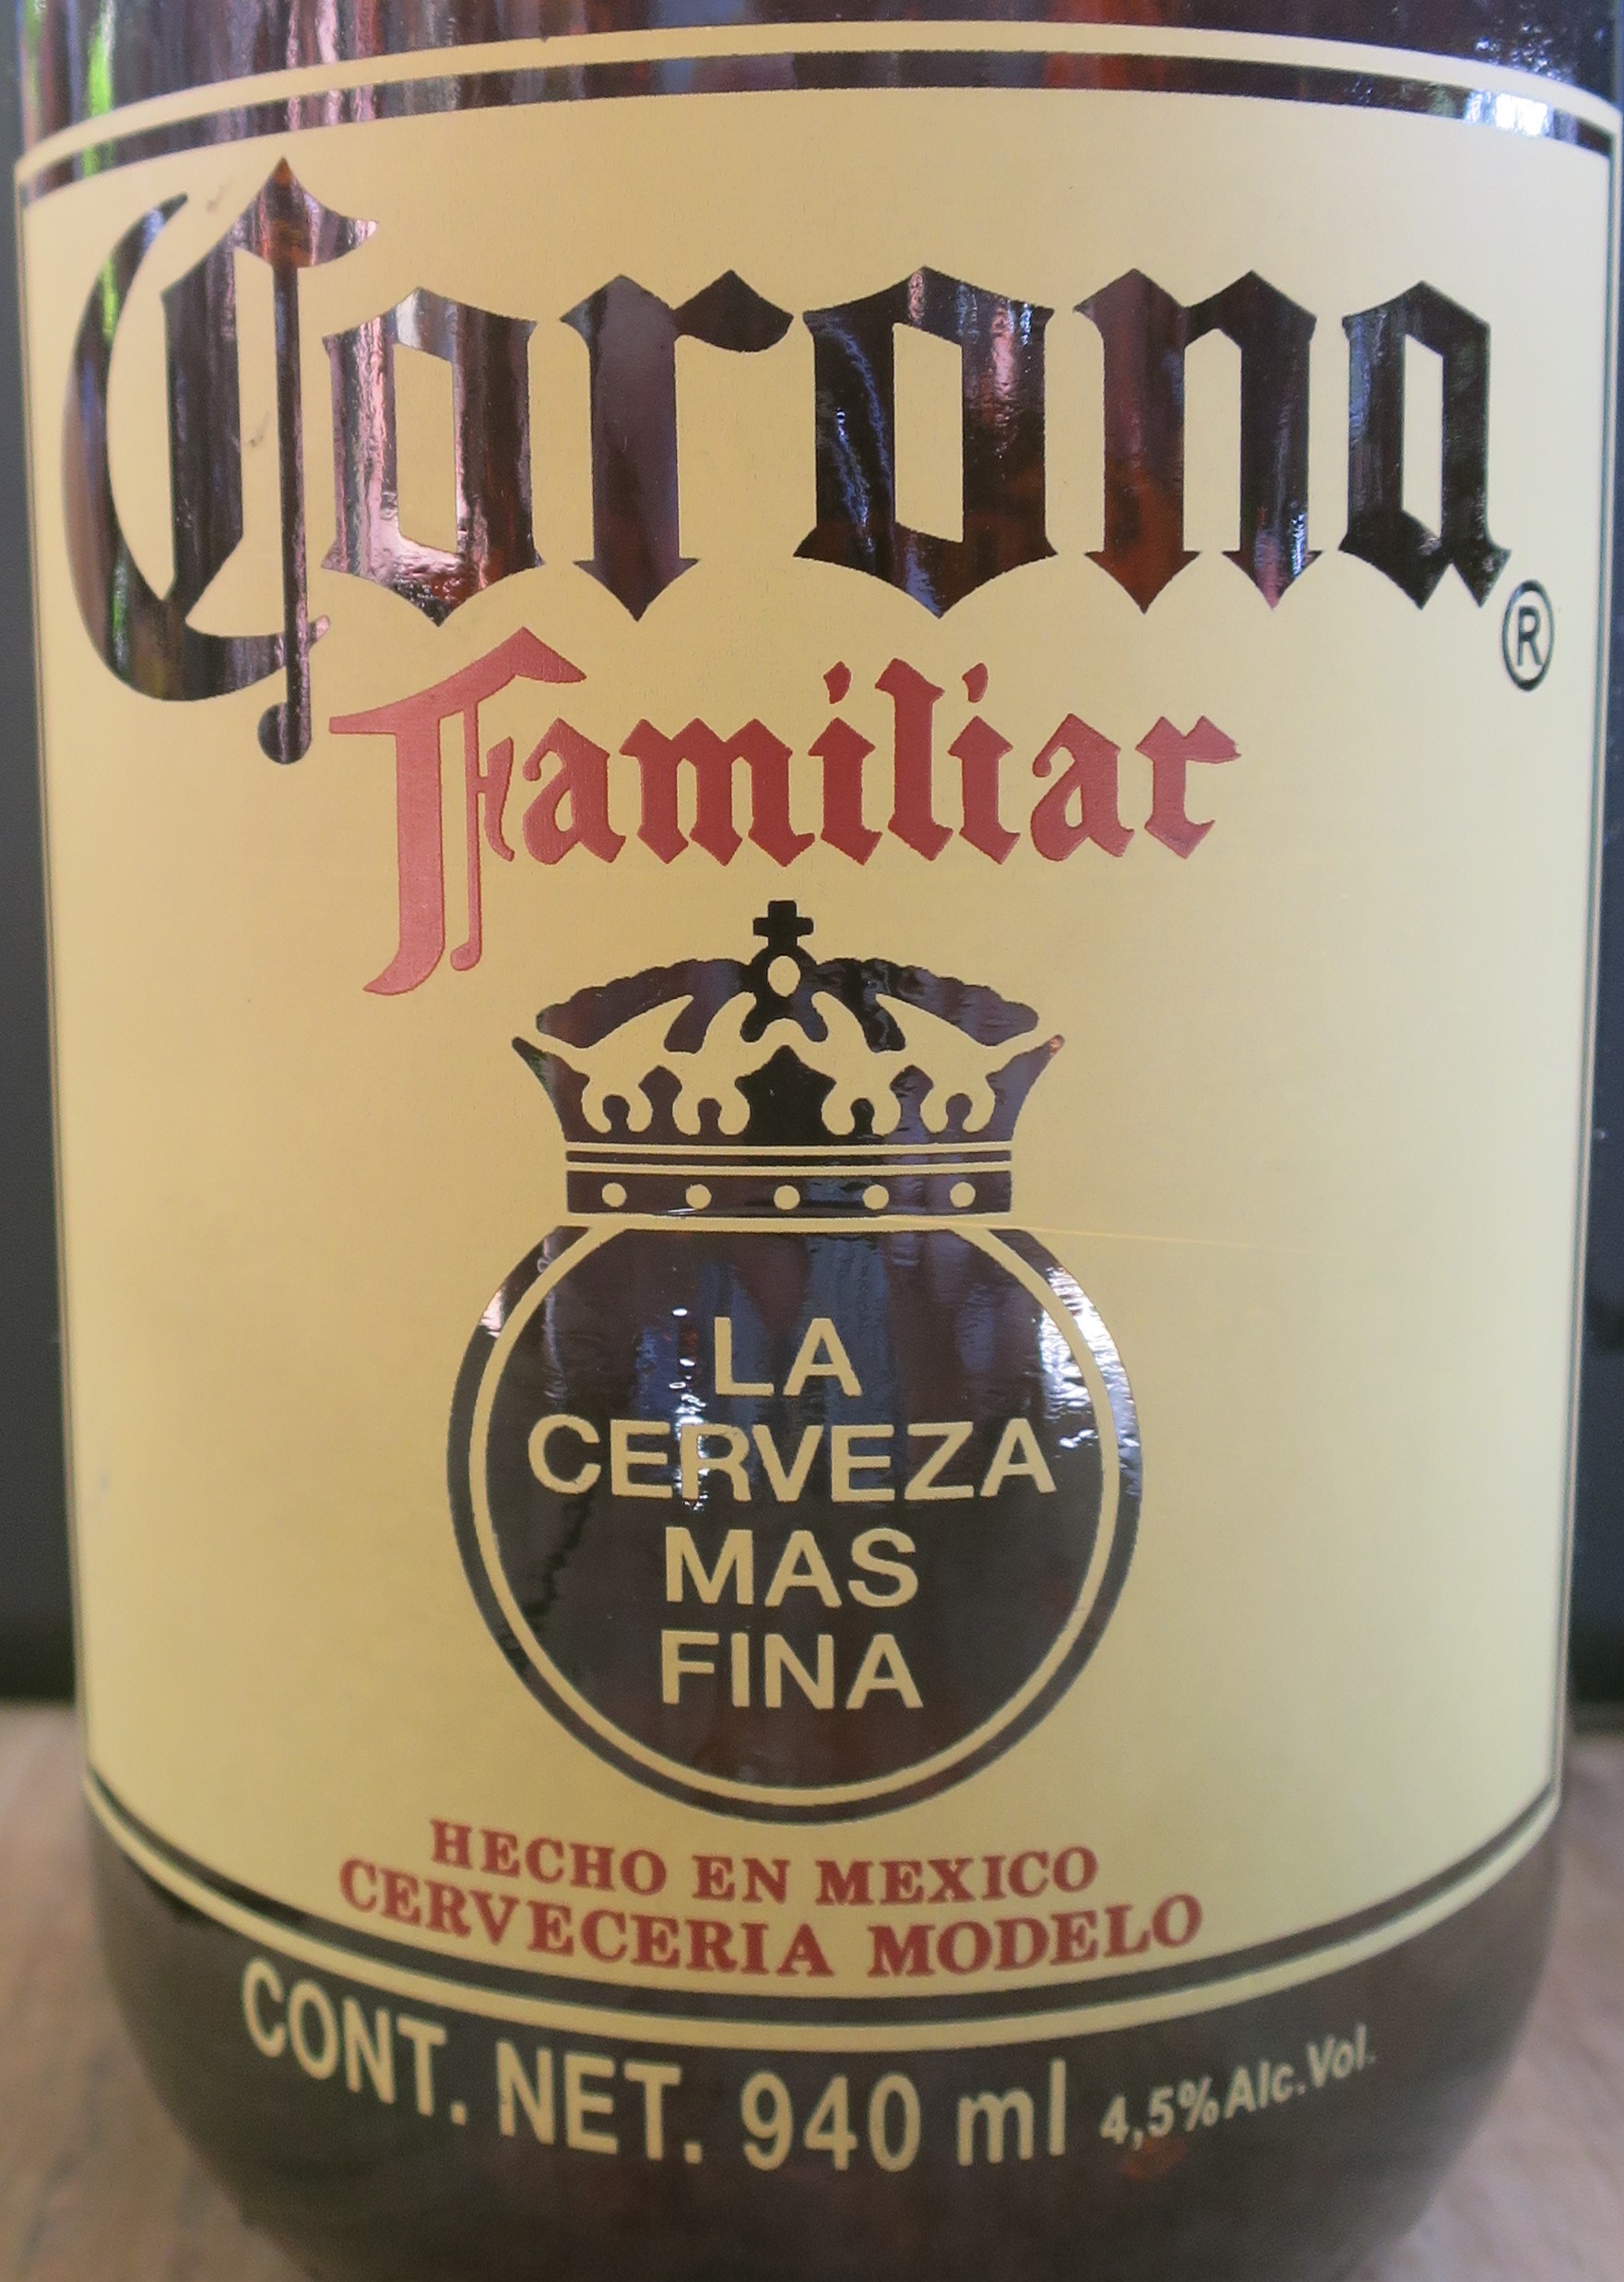 Corona®
Familiar
LA
CERVEZA
MAS
FINA
HECHO EN MEXICO
CERVECERIA MODELO
CONT. NET. 940 ml 4,5% Alc.Vol.